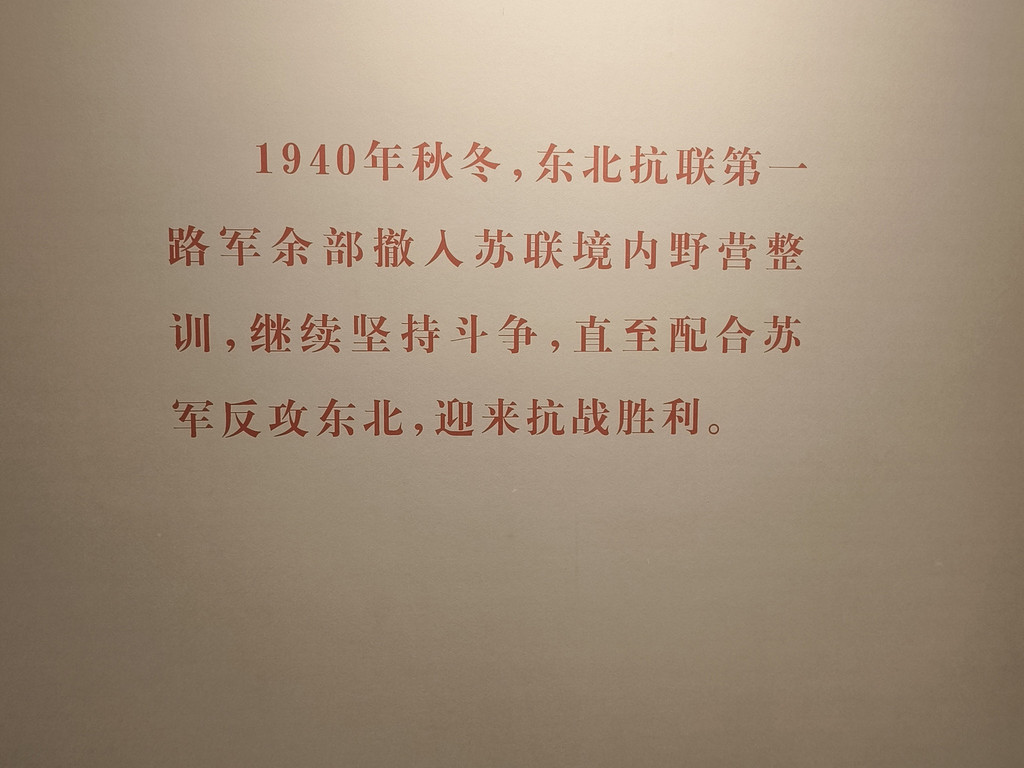 1940年秋冬，东北抗联第一
路军余部撤入苏联境内野营整
训，继续坚持斗争，直至配合苏
军反攻东北，迎来抗战胜利。